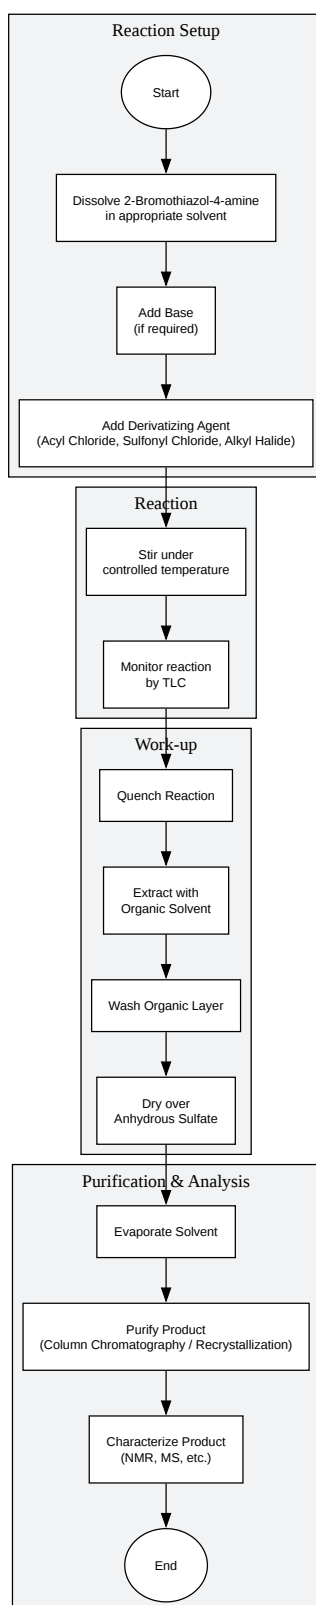 Reaction Setup
Start
Dissolve 2-Bromothiazol-4-amine
in appropriate solvent
Add Base
(if required)
Add Derivatizing Agent
(Acyl Chloride, Sulfonyl Chloride, Alkyl Halide)
Reaction
Stir under
controlled temperature
Monitor reaction
by TLC
Work-up
Quench Reaction
Extract with
Organic Solvent
Wash Organic Layer
Dry over
Anhydrous Sulfate
Purification & Analysis
Evaporate Solvent
Purify Product
(Column Chromatography / Recrystallization)
Characterize Product
(NMR, MS, etc.)
End